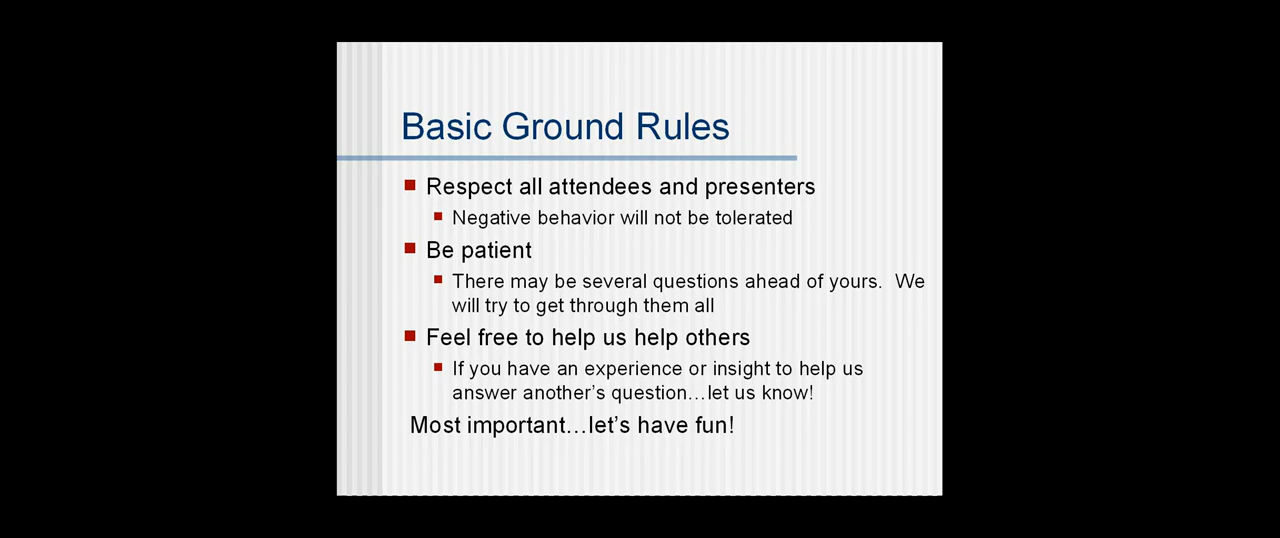 Basic Ground Rules
Respect all attendees and presenters
Negative behavior will not be tolerated
Be patient
There may be several questions ahead of yours.  We
will try to get through them all
Feel free to help us help others
If you have an experience or insight to help us
answer another’s question…let us know!
Most important…let’s have fun!